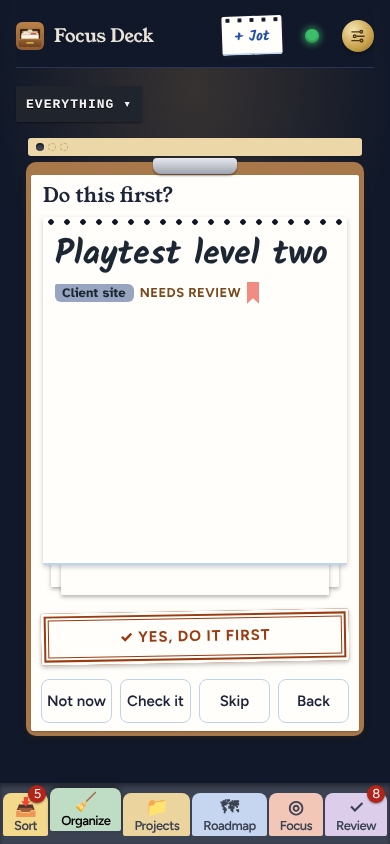 Focus Deck
+ Jot
EVERYTHING ▾
Do this first?
Playtest level two
Client site NEEDS REVIEW
✓ YES, DO IT FIRST
Not now Check it Skip Back
5 8
Sort Organize Projects Roadmap Focus Review